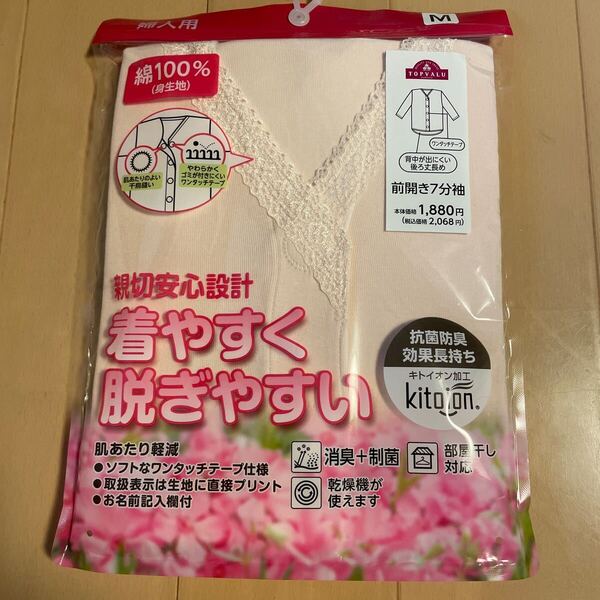 婦人用
M
綿100%
(身生地)
肌あたりのよい
千鳥縫い
やわらかく
ゴミが付きにくい
ワンタッチテープ
TOPVALU
ワンタッチテープ
背中が出にくい
後ろ丈長め
前開き7分袖
本体価格1,880円
(税込価格2,068円)
親切安心設計
着やすく
脱ぎやすい
抗菌防臭
効果長持ち
キトイオン加工
kitoion®
肌あたり軽減
●ソフトなワンタッチテープ仕様
●取扱表示は生地に直接プリント
●お名前記入欄付
消臭+制菌
部屋干し
対応
乾燥機が
使えます